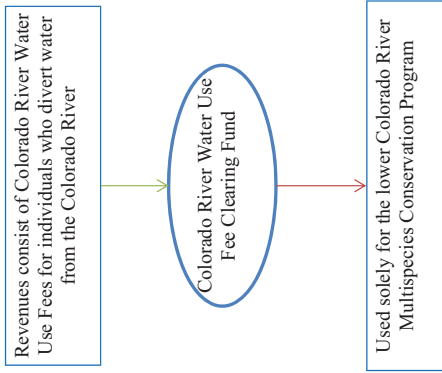 Revenues consist of Colorado River Water
Use Fees for individuals who divert water
from the Colorado River
Colorado River Water Use
Fee Clearing Fund
Used solely for the lower Colorado River
Multispecies Conservation Program